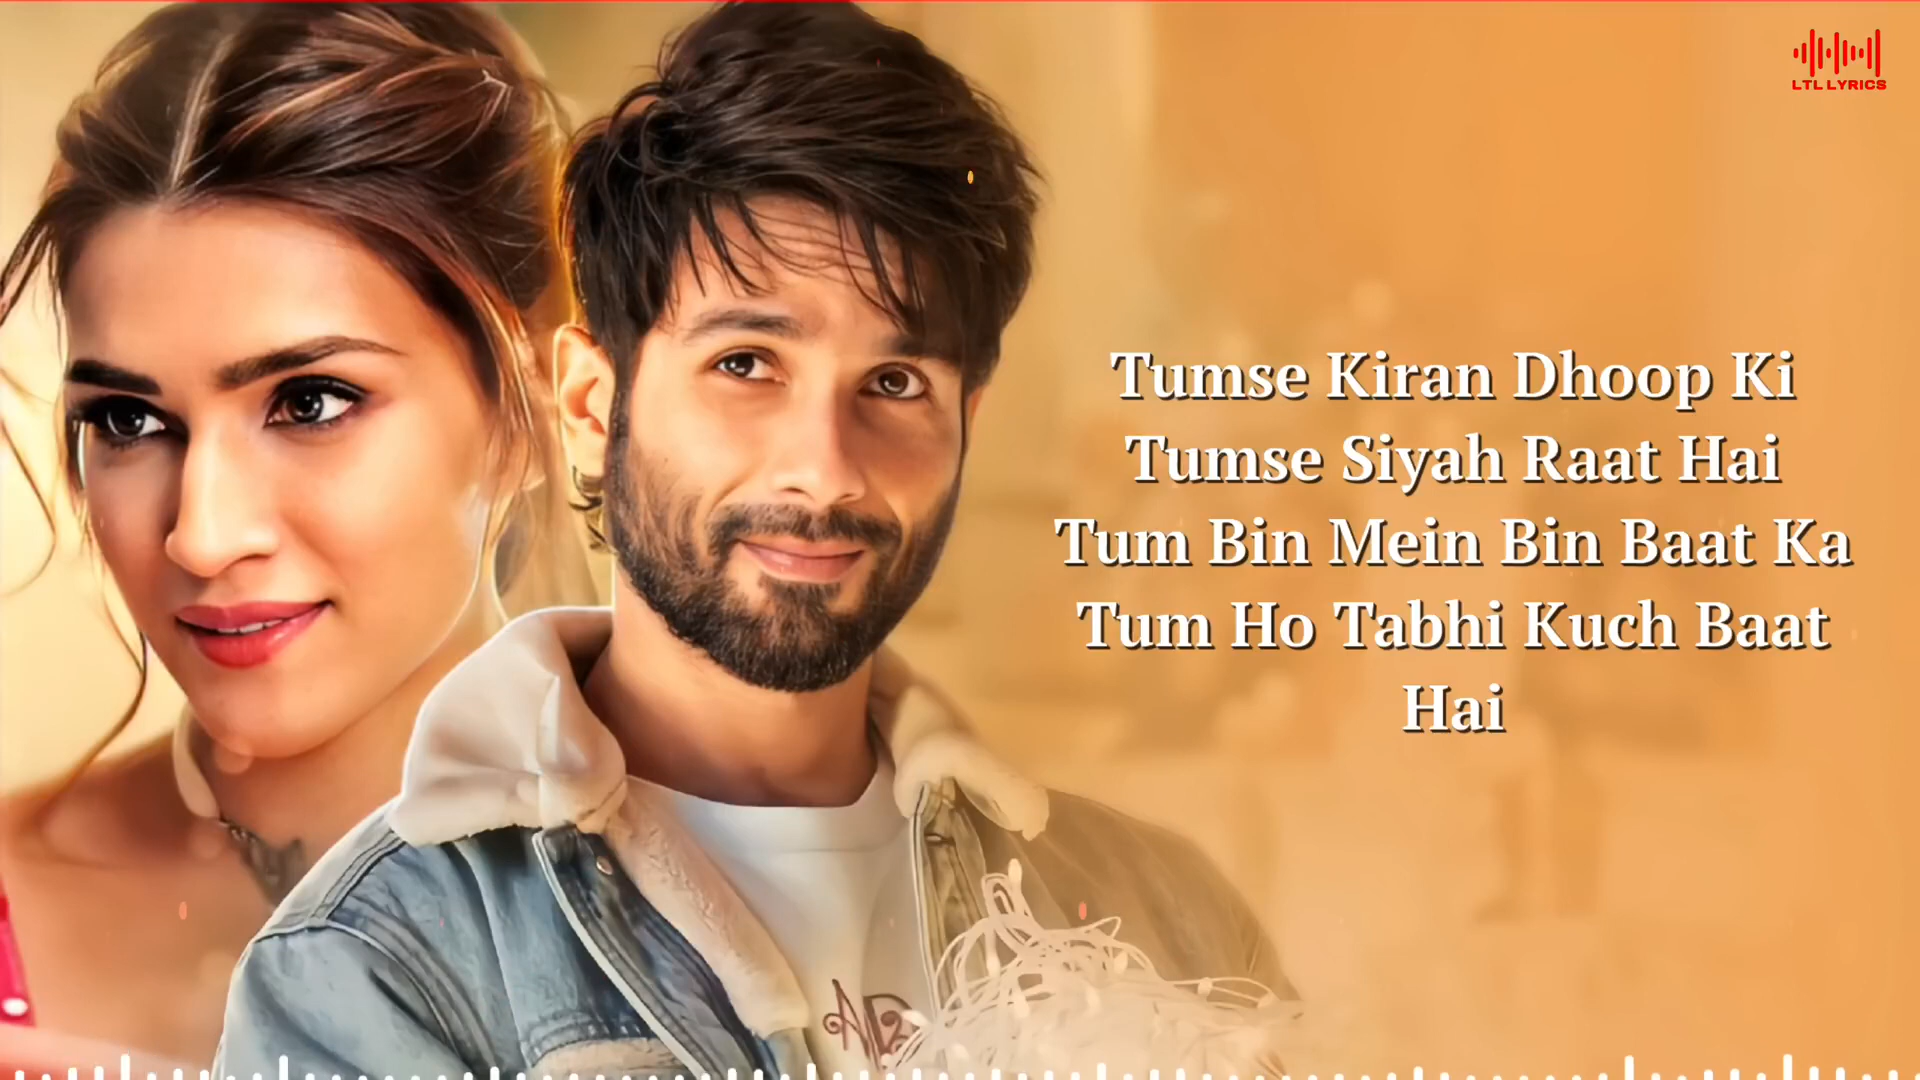 LTL LYRICS
Tumse Kiran Dhoop Ki
Tumse Siyah Raat Hai
Tum Bin Mein Bin Baat Ka
Tum Ho Tabhi Kuch Baat
Hai